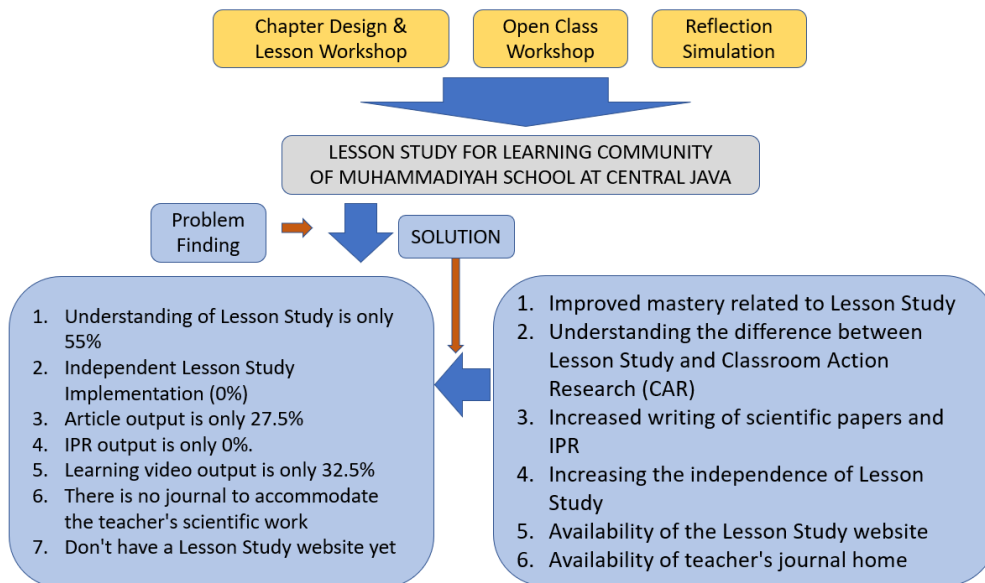 Chapter Design &
Lesson Workshop
Open Class
Workshop
Reflection
Simulation
LESSON STUDY FOR LEARNING COMMUNITY
OF MUHAMMADIYAH SCHOOL AT CENTRAL JAVA
Problem
Finding
SOLUTION
1. Understanding of Lesson Study is only
55%
2. Independent Lesson Study
Implementation (0%)
3. Article output is only 27.5%
4. IPR output is only 0%.
5. Learning video output is only 32.5%
6. There is no journal to accommodate
the teacher's scientific work
7. Don't have a Lesson Study website yet
1. Improved mastery related to Lesson Study
2. Understanding the difference between
Lesson Study and Classroom Action
Research (CAR)
3. Increased writing of scientific papers and
IPR
4. Increasing the independence of Lesson
Study
5. Availability of the Lesson Study website
6. Availability of teacher's journal home